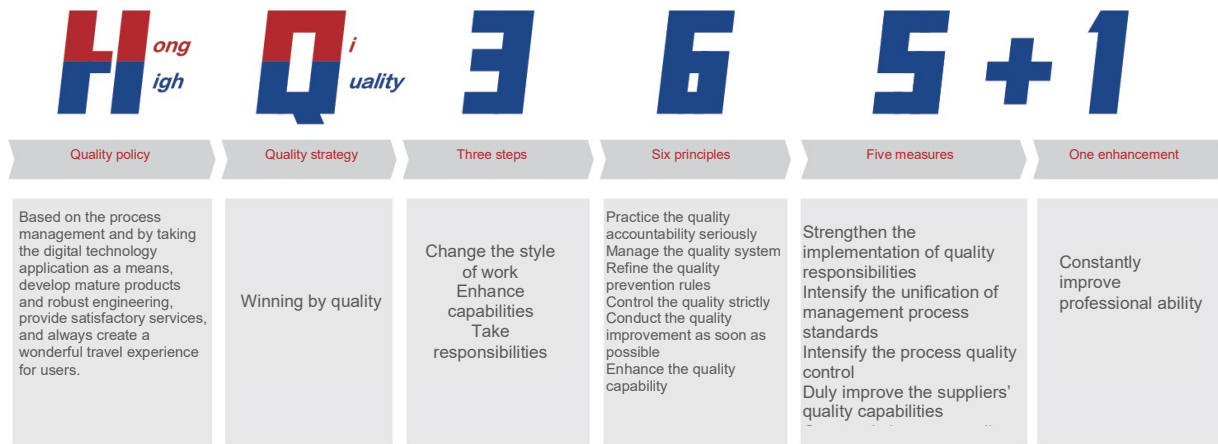 H ong igh
Q i uality
3
6
5 + 1
Quality policy
Quality strategy
Three steps
Six principles
Five measures
One enhancement
Based on the process
management and by taking
the digital technology
application as a means,
develop mature products
and robust engineering,
provide satisfactory services,
and always create a
wonderful travel experience
for users.
Winning by quality
Change the style
of work
Enhance
capabilities
Take
responsibilities
Practice the quality
accountability seriously
Manage the quality system
Refine the quality
prevention rules
Control the quality strictly
Conduct the quality
improvement as soon as
possible
Enhance the quality
capability
Strengthen the
implementation of quality
responsibilities
Intensify the unification of
management process
standards
Intensify the process quality
control
Duly improve the suppliers’
quality capabilities
Constantly
improve
professional ability